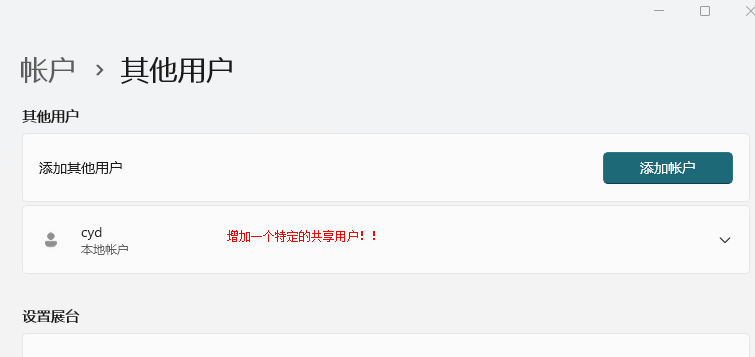 帐户 › 其他用户
其他用户
添加其他用户
添加帐户
cyd
增加一个特定的共享用户！！
本地帐户
设置展台